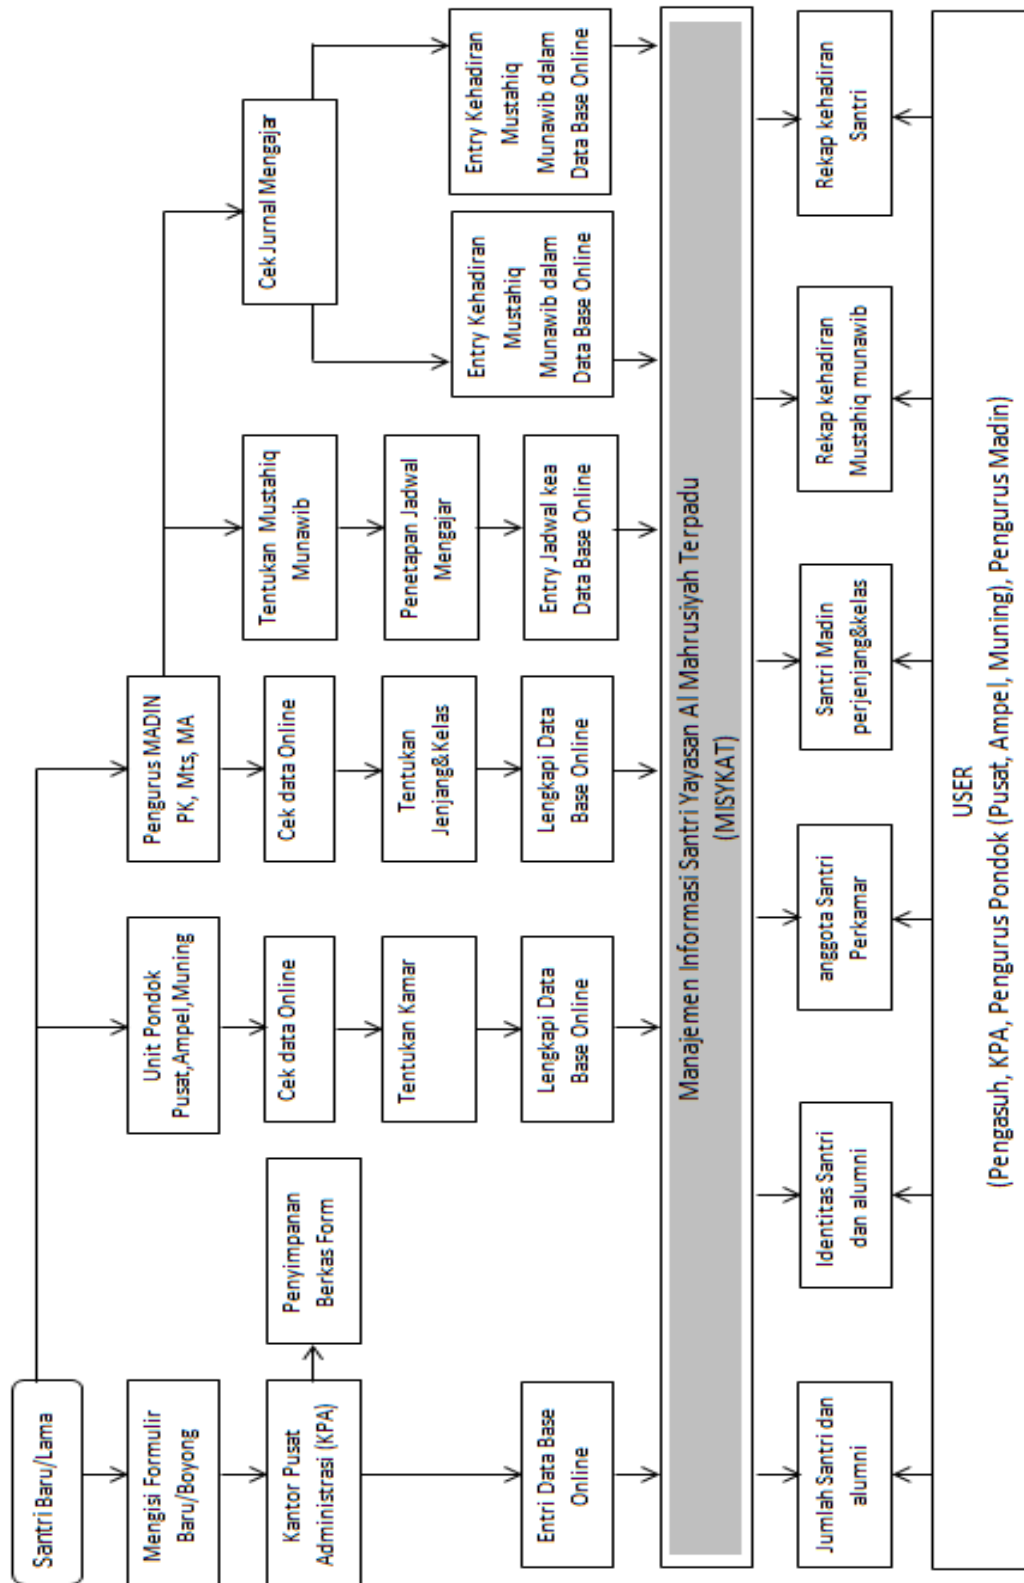 Santri Baru/Lama
Mengisi Formulir
Baru/Boyong
Kantor Pusat
Administrasi (KPA)
Penyimpanan
Berkas Form
Entri Data Base
Online
Unit Pondok
Pusat,Ampel,Muning
Cek data Online
Tentukan Kamar
Lengkapi Data
Base Online
Pengurus MADIN
PK, Mts, MA
Cek data Online
Tentukan
Jenjang&Kelas
Lengkapi Data
Base Online
Tentukan Mustahiq
Munawib
Penetapan Jadwal
Mengajar
Entry Jadwal kea
Data Base Online
Cek Jurnal Mengajar
Entry Kehadiran
Mustahiq
Munawib dalam
Data Base Online
Entry Kehadiran
Mustahiq
Munawib dalam
Data Base Online
Manajemen Informasi Santri Yayasan Al Mahrusiyah Terpadu
(MISYKAT)
Jumlah Santri dan
alumni
Identitas Santri
dan alumni
anggota Santri
Perkamar
Santri Madin
perjenjang&kelas
Rekap kehadiran
Mustahiq munawib
Rekap kehadiran
Santri
USER
(Pengasuh, KPA, Pengurus Pondok (Pusat, Ampel, Muning), Pengurus Madin)